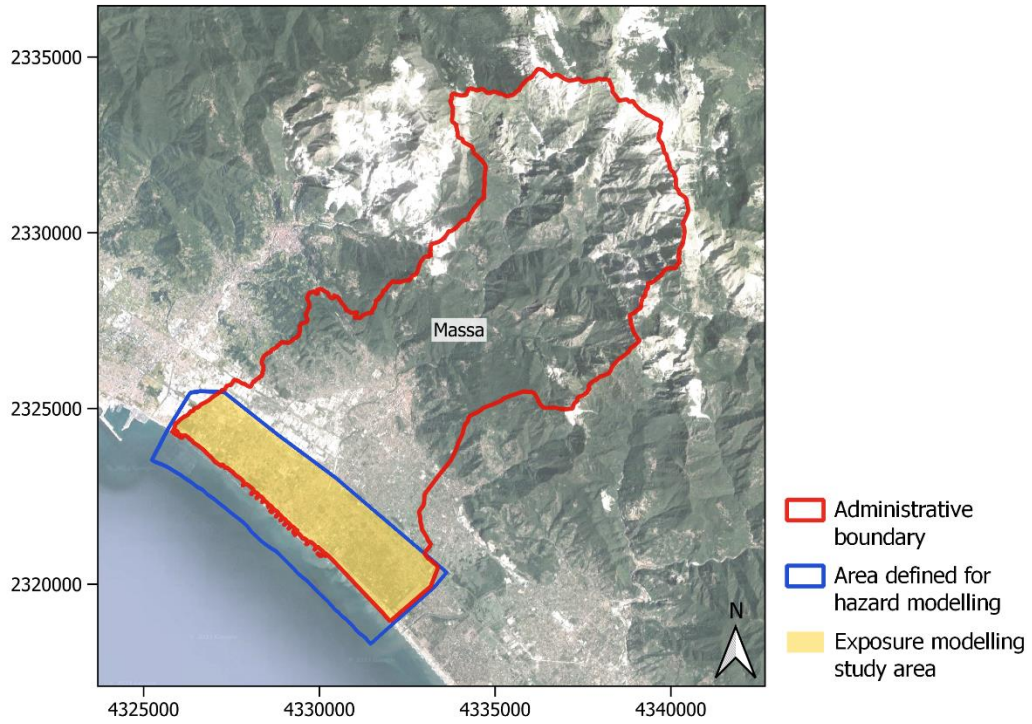 2335000
2330000
Massa
2325000
2320000
N
4325000
4330000
4335000
4340000
Administrative
boundary
Area defined for
hazard modelling
Exposure modelling
study area